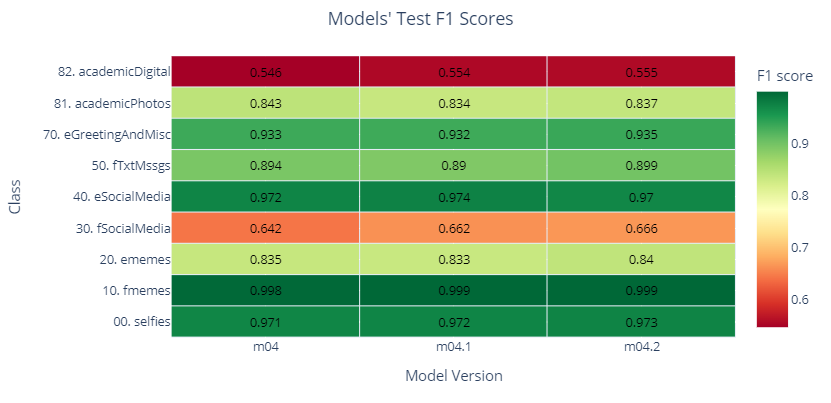 Models' Test F1 Scores
F1 score
82. academicDigital 0.546 0.554 0.555
81. academicPhotos 0.843 0.834 0.837
70. eGreetingAndMisc 0.933 0.932 0.935
50. fTxtMssgs 0.894 0.89 0.899
40. eSocialMedia 0.972 0.974 0.97
30. fSocialMedia 0.642 0.662 0.666
20. ememes 0.835 0.833 0.84
10. fmemes 0.998 0.999 0.999
00. selfies 0.971 0.972 0.973
m04 m04.1 m04.2
Model Version
Class
0.9
0.8
0.7
0.6